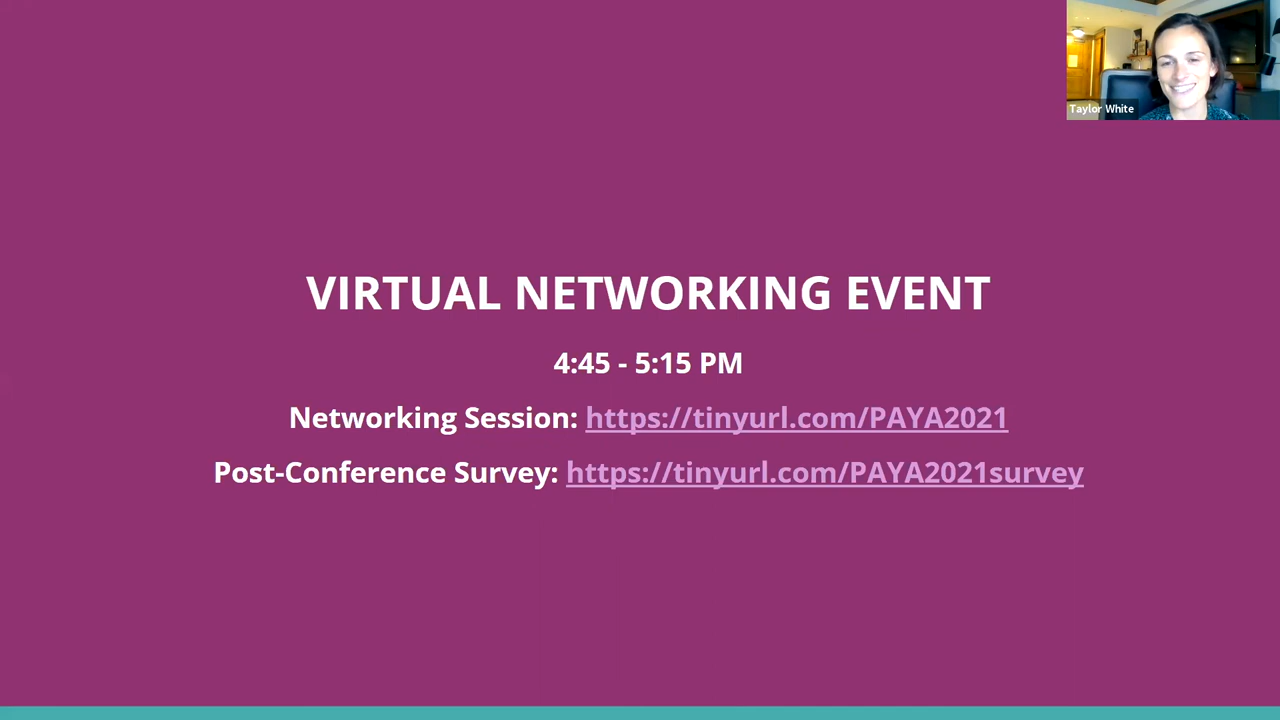 Taylor White
VIRTUAL NETWORKING EVENT
4:45 - 5:15 PM
Networking Session: https://tinyurl.com/PAYA2021
Post-Conference Survey: https://tinyurl.com/PAYA2021survey